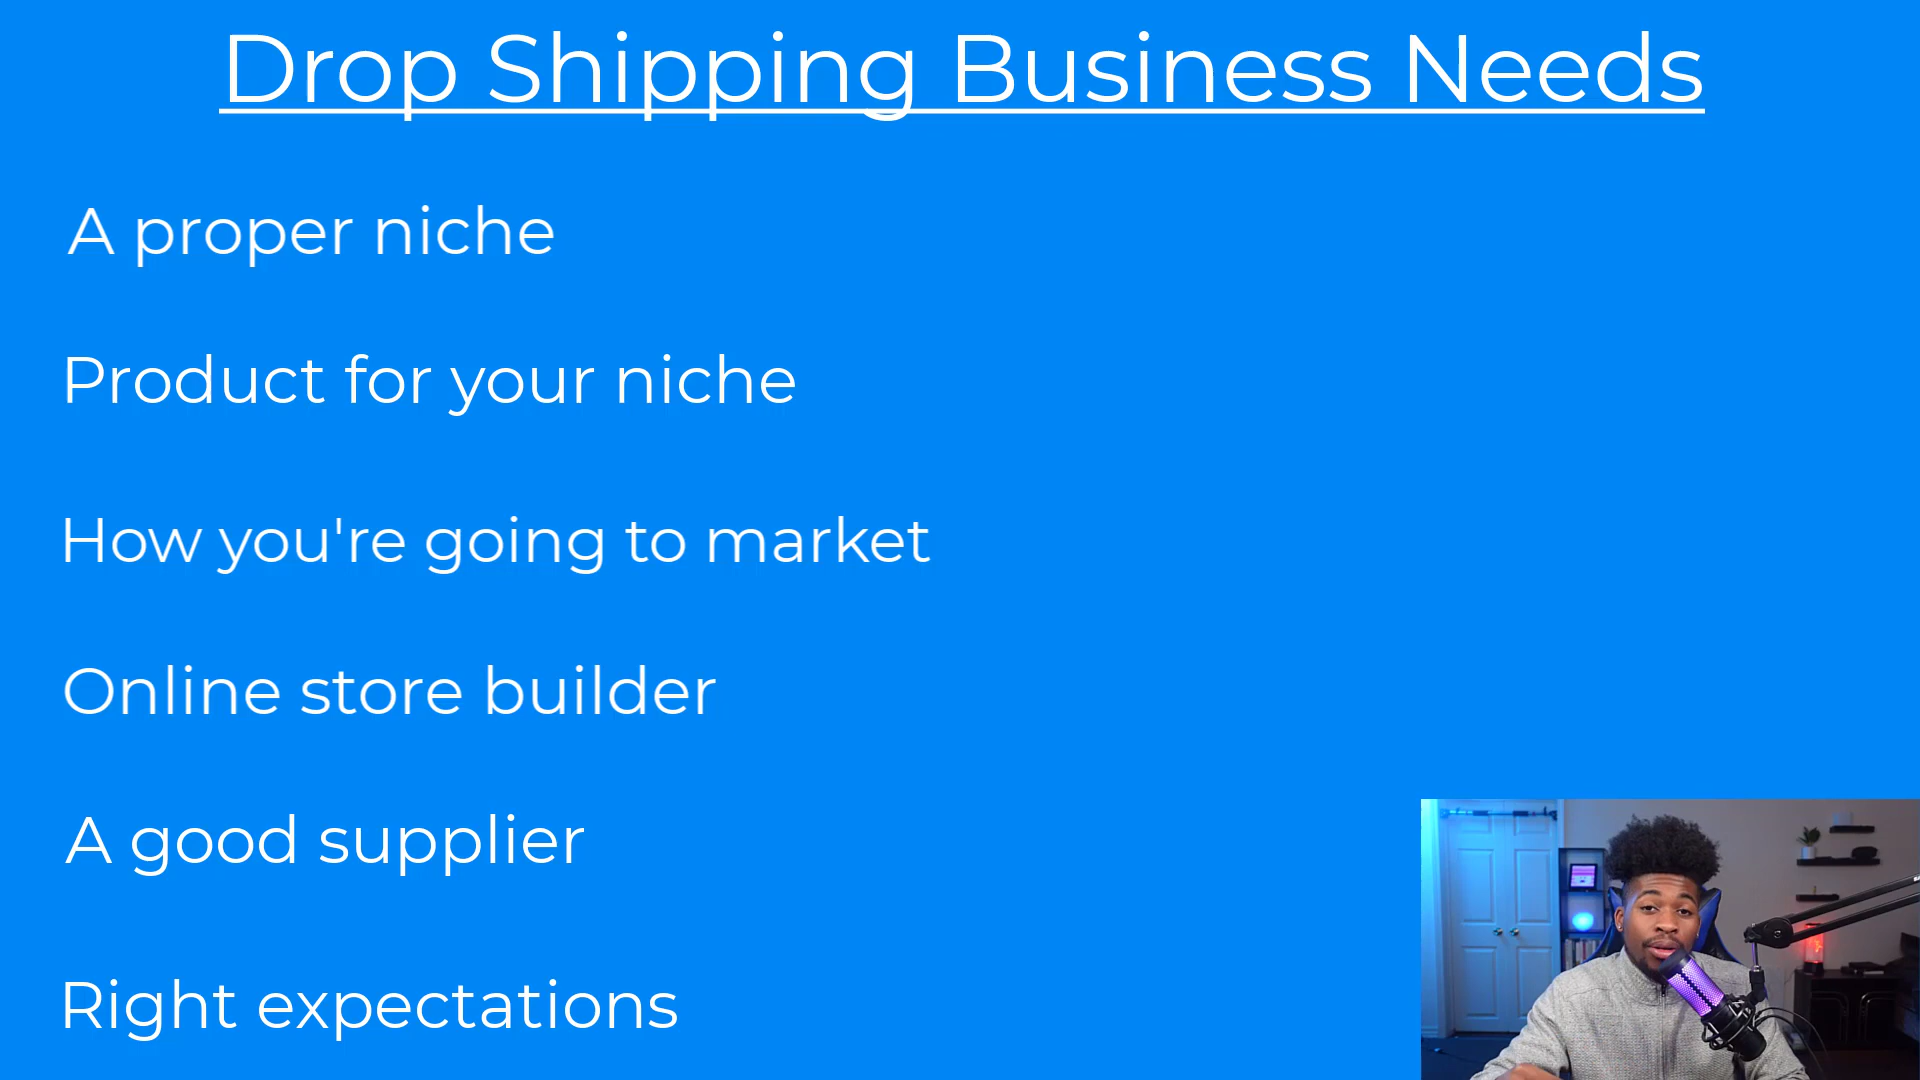 Drop Shipping Business Needs
A proper niche
Product for your niche
How you're going to market
Online store builder
A good supplier
Right expectations